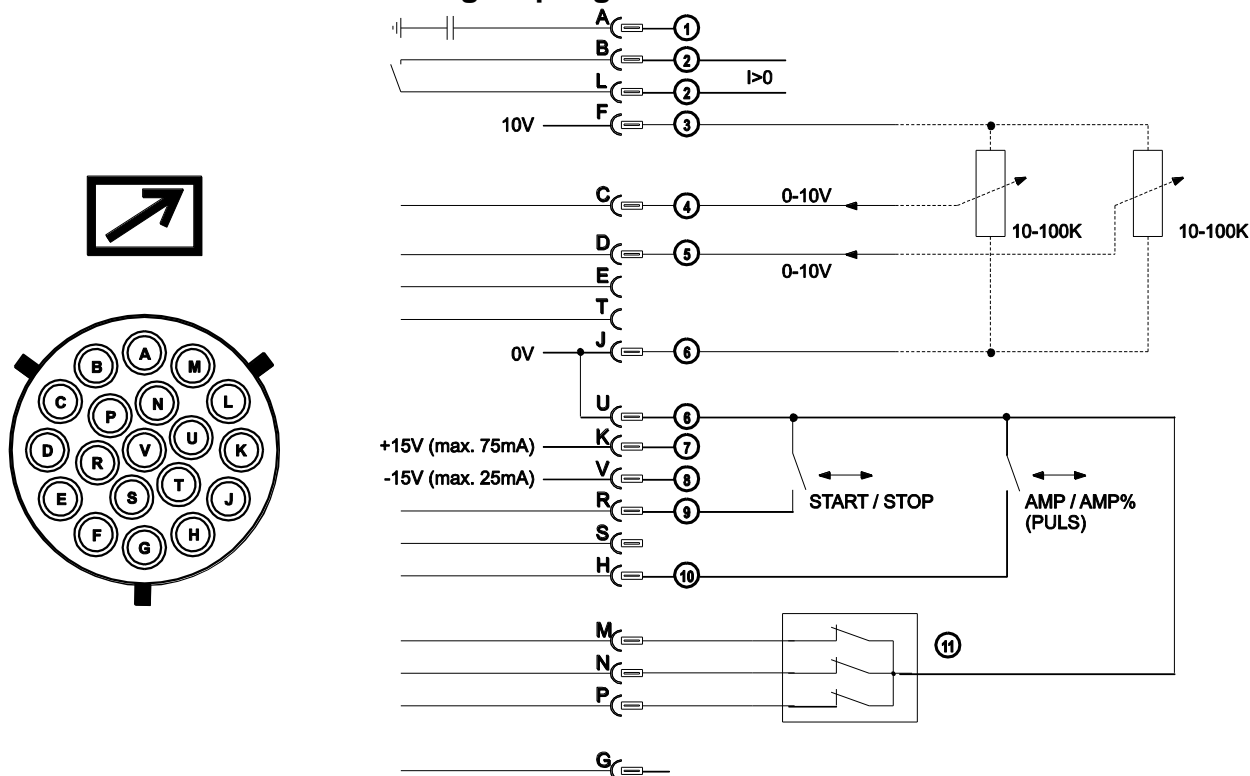 A 1
B 2
I>0
L 2
10V F 3
C 4 0-10V
10-100K 10-100K
D 5
0-10V
E
T
0V J 6
U 6
+15V (max. 75mA) K 7
-15V (max. 25mA) V 8
R 9
START / STOP AMP / AMP%
(PULS)
S
H 10
M 11
N
P
G
A
B M
C N L
P
U
D V K
R
T
E S J
F H
G